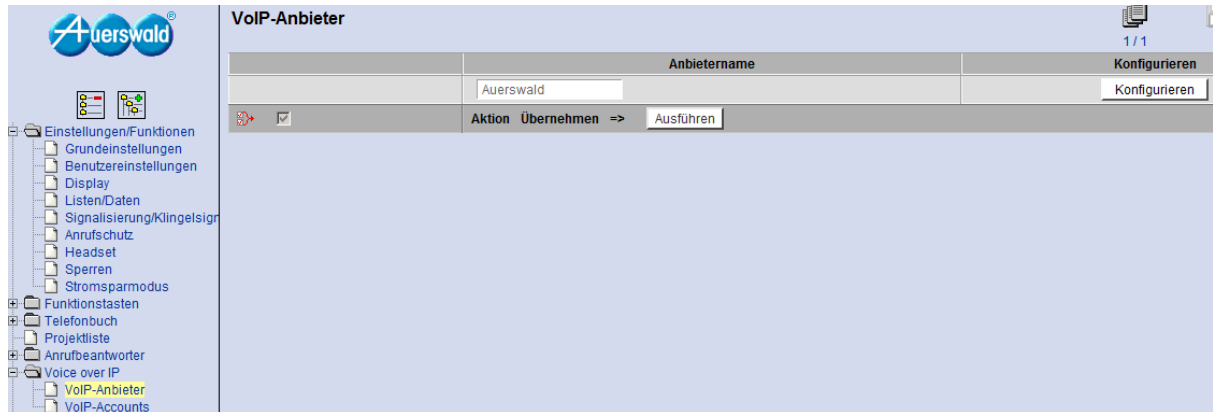 Auerswald®
VoIP-Anbieter
1 / 1
Anbietername
Konfigurieren
Auerswald
Konfigurieren
Aktion Übernehmen => Ausführen
Einstellungen/Funktionen
Grundeinstellungen
Benutzereinstellungen
Display
Listen/Daten
Signalisierung/Klingelsigr
Anrufschutz
Headset
Sperren
Stromsparmodus
Funktionstasten
Telefonbuch
Projektliste
Anrufbeantworter
Voice over IP
VoIP-Anbieter
VoIP-Accounts